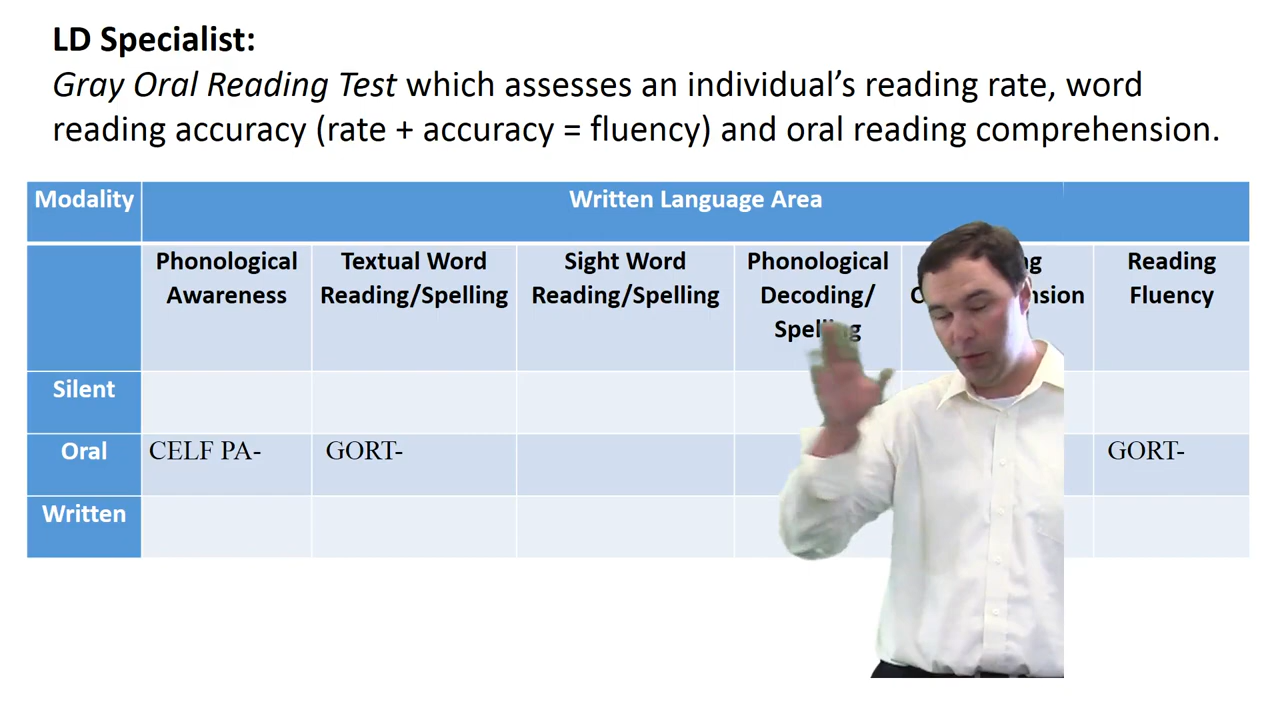 LD Specialist:
Gray Oral Reading Test which assesses an individual's reading rate, word
reading accuracy (rate + accuracy = fluency) and oral reading comprehension.
Modality Written Language Area
Phonological Textual Word Sight Word Phonological Reading
Awareness Reading/Spelling Reading/Spelling Decoding/ Fluency
Spelling
Silent
Oral CELF PA- GORT- GORT-
Written